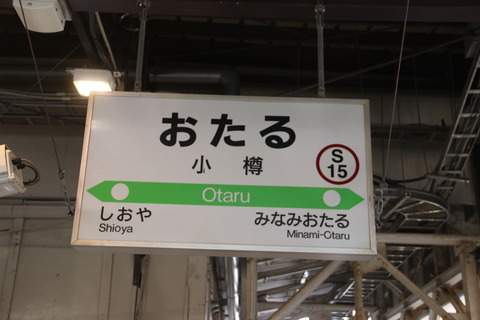 おたる
小樽
S
15
Otaru
しおや
Shioya
みなみおたる
Minami-Otaru